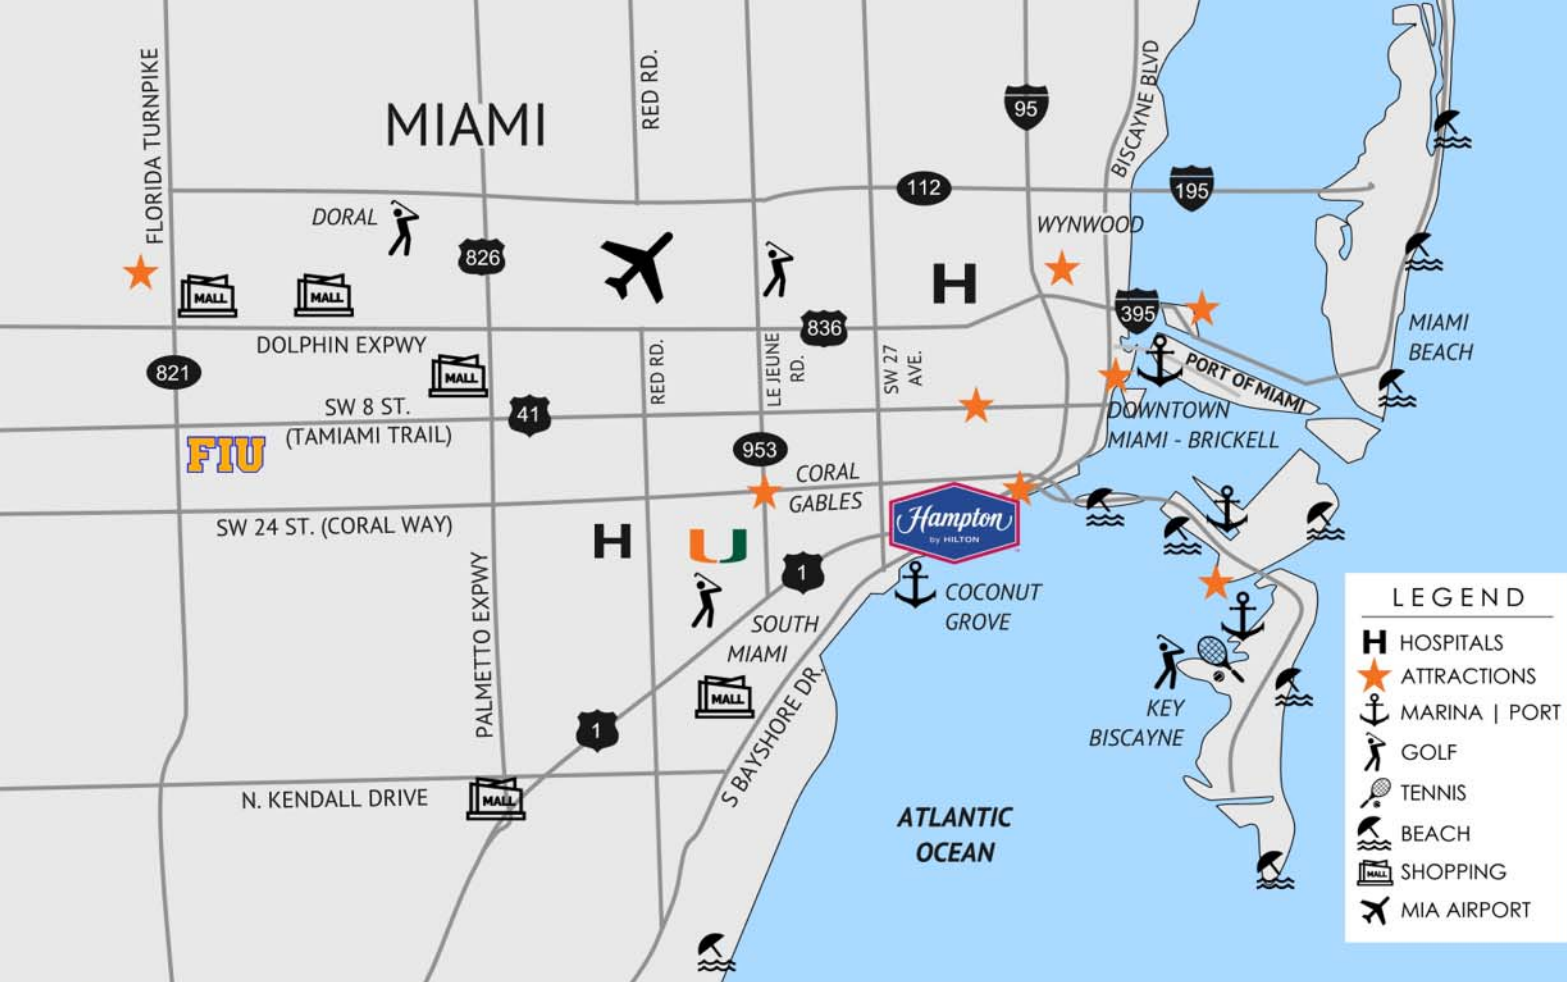 FLORIDA TURNPIKE
MIAMI
RED RD.
95
BISCAYNE BLVD
112
195
DORAL
826
WYNWOOD
MALL
MALL
395
836
DOLPHIN EXPWY
MIAMI
BEACH
821
MALL
RED RD.
LE JEUNE
RD.
SW 27
AVE.
PORT OF MIAMI
SW 8 ST.
(TAMIAMI TRAIL)
41
DOWNTOWN
MIAMI - BRICKELL
FIU
953
CORAL
GABLES
SW 24 ST. (CORAL WAY)
Hampton
by HILTON
U
1
COCONUT
GROVE
PALMETTO EXPWY
SOUTH
MIAMI
MALL
S BAYSHORE DR.
1
KEY
BISCAYNE
N. KENDALL DRIVE
MALL
ATLANTIC
OCEAN
H
H
LEGEND
H HOSPITALS
ATTRACTIONS
MARINA | PORT
GOLF
TENNIS
BEACH
MALL SHOPPING
MIA AIRPORT